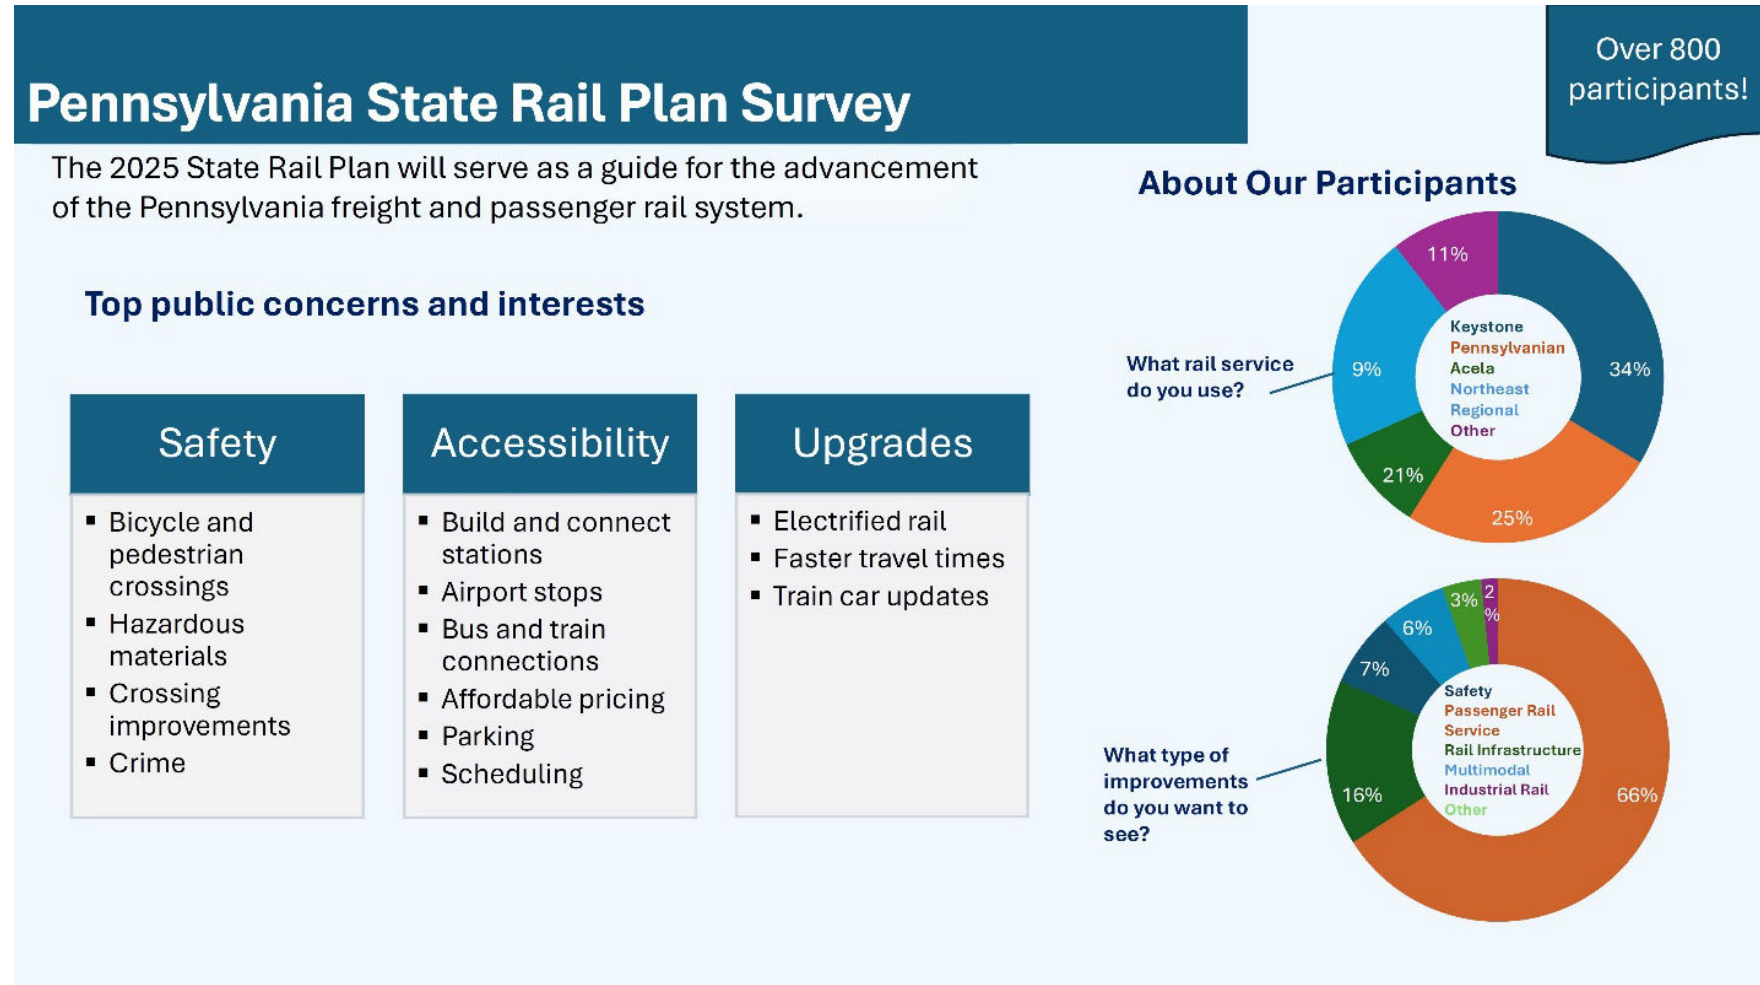 Over 800
participants!
Pennsylvania State Rail Plan Survey
The 2025 State Rail Plan will serve as a guide for the advancement
of the Pennsylvania freight and passenger rail system.
Top public concerns and interests
Safety
▪ Bicycle and
pedestrian
crossings
▪ Hazardous
materials
▪ Crossing
improvements
▪ Crime
Accessibility
▪ Build and connect
stations
▪ Airport stops
▪ Bus and train
connections
▪ Affordable pricing
▪ Parking
▪ Scheduling
Upgrades
▪ Electrified rail
▪ Faster travel times
▪ Train car updates
About Our Participants
What rail service
do you use?
11%
9%
34%
21%
25%
Keystone
Pennsylvanian
Acela
Northeast
Regional
Other
What type of
improvements
do you want to
see?
3%
2
%
6%
7%
16%
66%
Safety
Passenger Rail
Service
Rail Infrastructure
Multimodal
Industrial Rail
Other